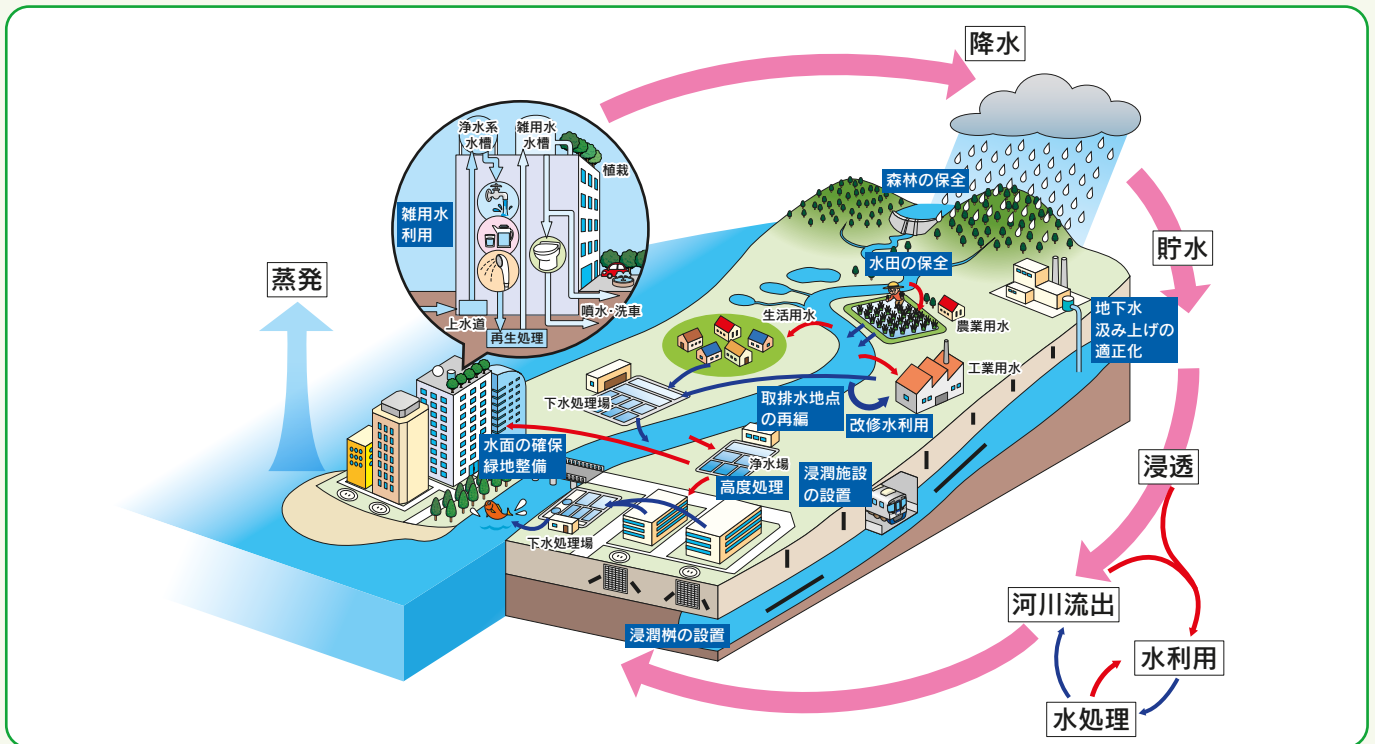 降水
浄水系
水槽
雑用水
水槽
植栽
雑用水
利用
上水道
再生処理
噴水・洗車
蒸発
森林の保全
水田の保全
貯水
地下水
汲み上げの
適正化
生活用水
農業用水
工業用水
下水処理場
取排水地点
の再編
改修水利用
水面の確保
緑地整備
浄水場
高度処理
浸潤施設
の設置
浸透
下水処理場
河川流出
浸潤桝の設置
水利用
水処理